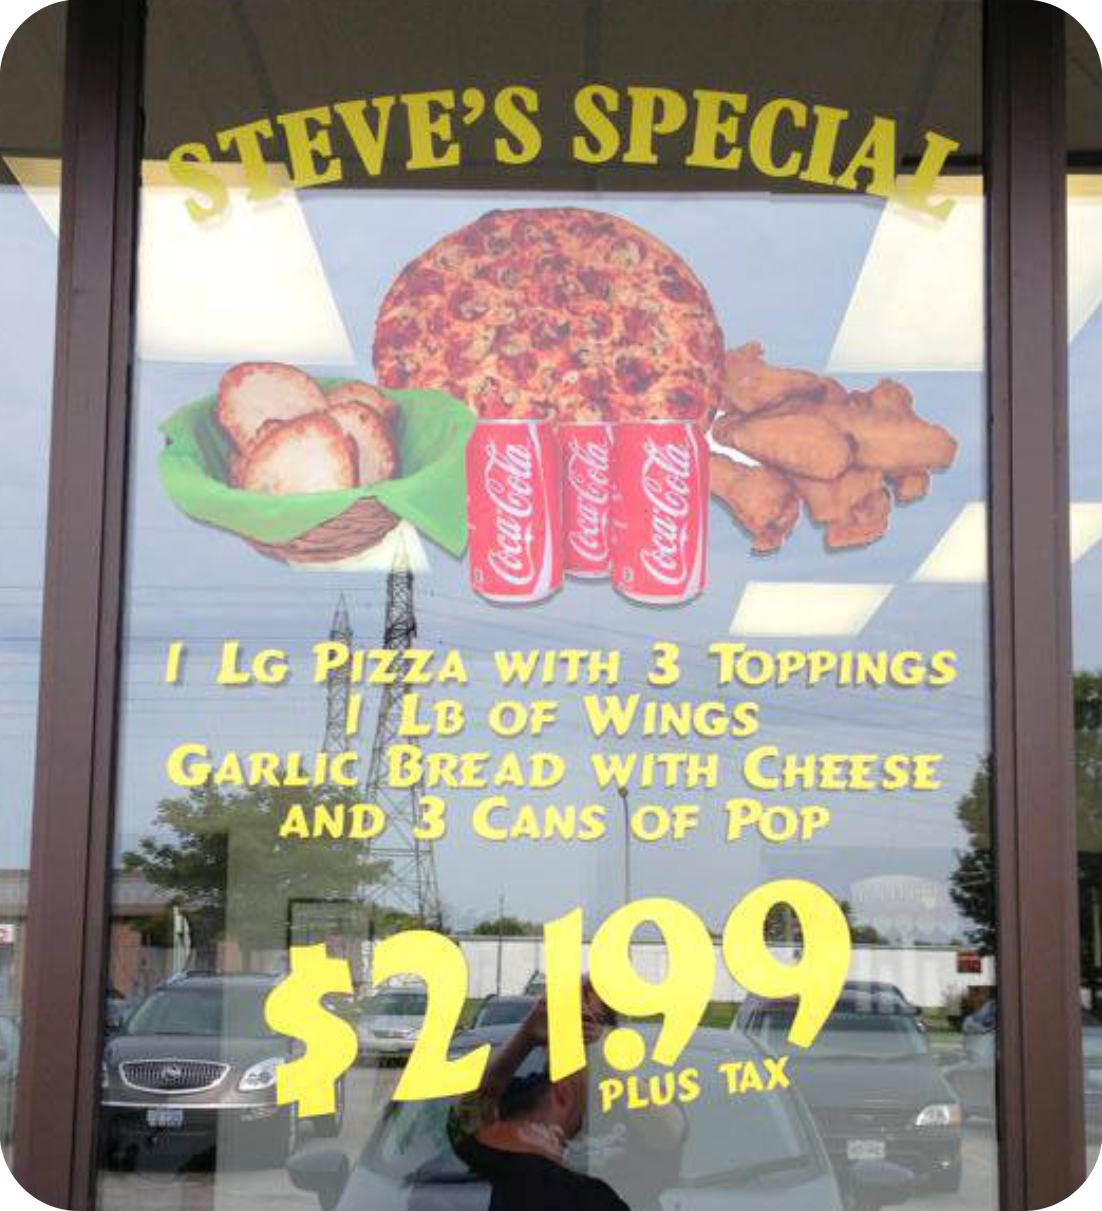 STEVE'S SPECIAL
Coca-Cola Coca-Cola Coca-Cola
1 LG PIZZA WITH 3 TOPPINGS
1 LB OF WINGS
GARLIC BREAD WITH CHEESE
AND 3 CANS OF POP
$21.99
PLUS TAX